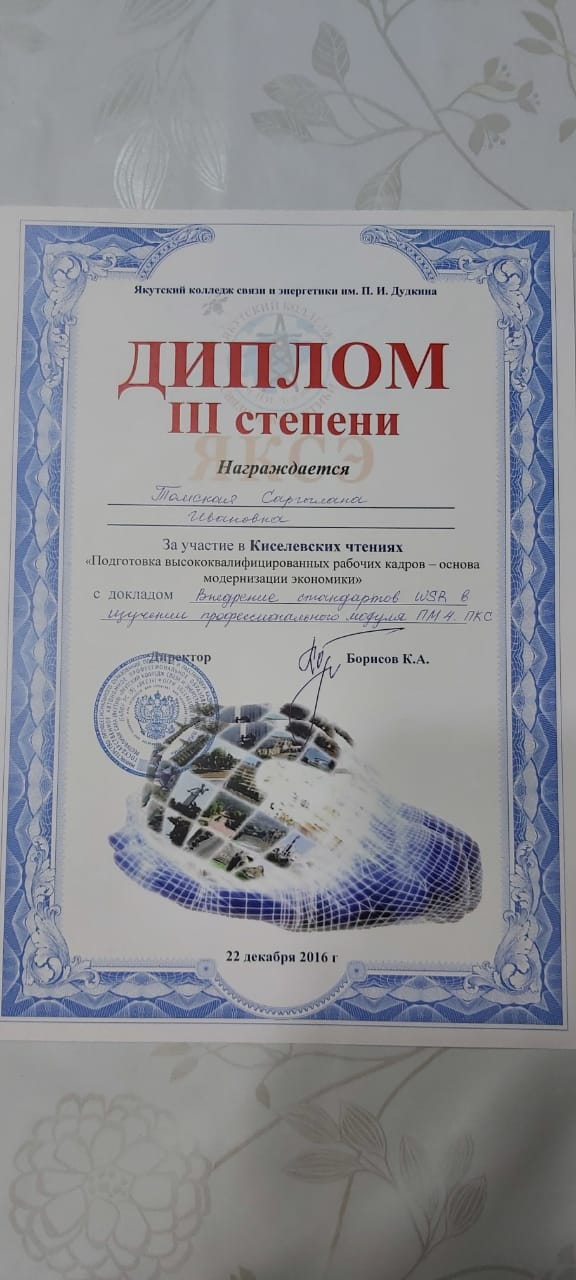 Якутский колледж связи и энергетики им. П. И. Дудкина
ДИПЛОМ
III степени
ЯКСЭ
Награждается
Томская Саргылана
Ивановна
За участие в Киселевских чтениях
«Подготовка высококвалифицированных рабочих кадров – основа
модернизации экономики»
с докладом Внедрение стандартов WSR в
изучении профессионального модуля ПМ 4. ПКС
Директор
Борисов К.А.
22 декабря 2016 г